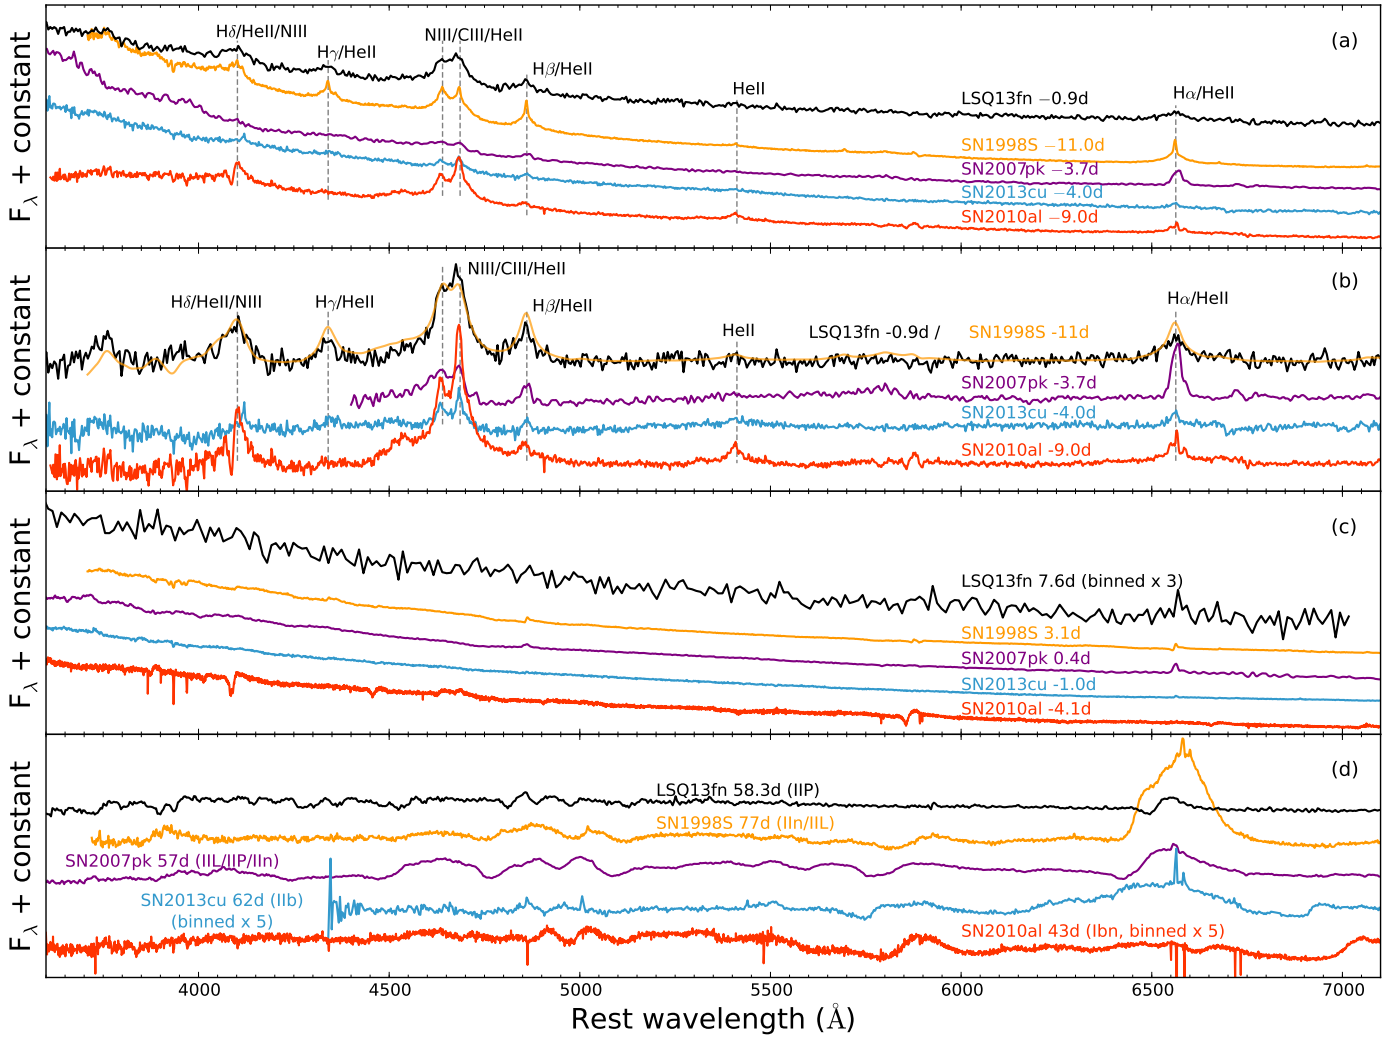 (a)
Hδ/HeII/NIII
Hγ/HeII
NIII/CIII/HeII
Hβ/HeII
HeII
Hα/HeII
LSQ13fn −0.9d
SN1998S −11.0d
SN2007pk −3.7d
SN2013cu −4.0d
SN2010al −9.0d
Fλ + constant
(b)
Hδ/HeII/NIII
Hγ/HeII
NIII/CIII/HeII
Hβ/HeII
HeII
Hα/HeII
LSQ13fn -0.9d / SN1998S -11d
SN2007pk -3.7d
SN2013cu -4.0d
SN2010al -9.0d
Fλ + constant
(c)
LSQ13fn 7.6d (binned x 3)
SN1998S 3.1d
SN2007pk 0.4d
SN2013cu -1.0d
SN2010al -4.1d
Fλ + constant
(d)
LSQ13fn 58.3d (IIP)
SN1998S 77d (IIn/IIL)
SN2007pk 57d (IIL/IIP/IIn)
SN2013cu 62d (IIb)
(binned x 5)
SN2010al 43d (Ibn, binned x 5)
Fλ + constant
4000 4500 5000 5500 6000 6500 7000
Rest wavelength (Å)